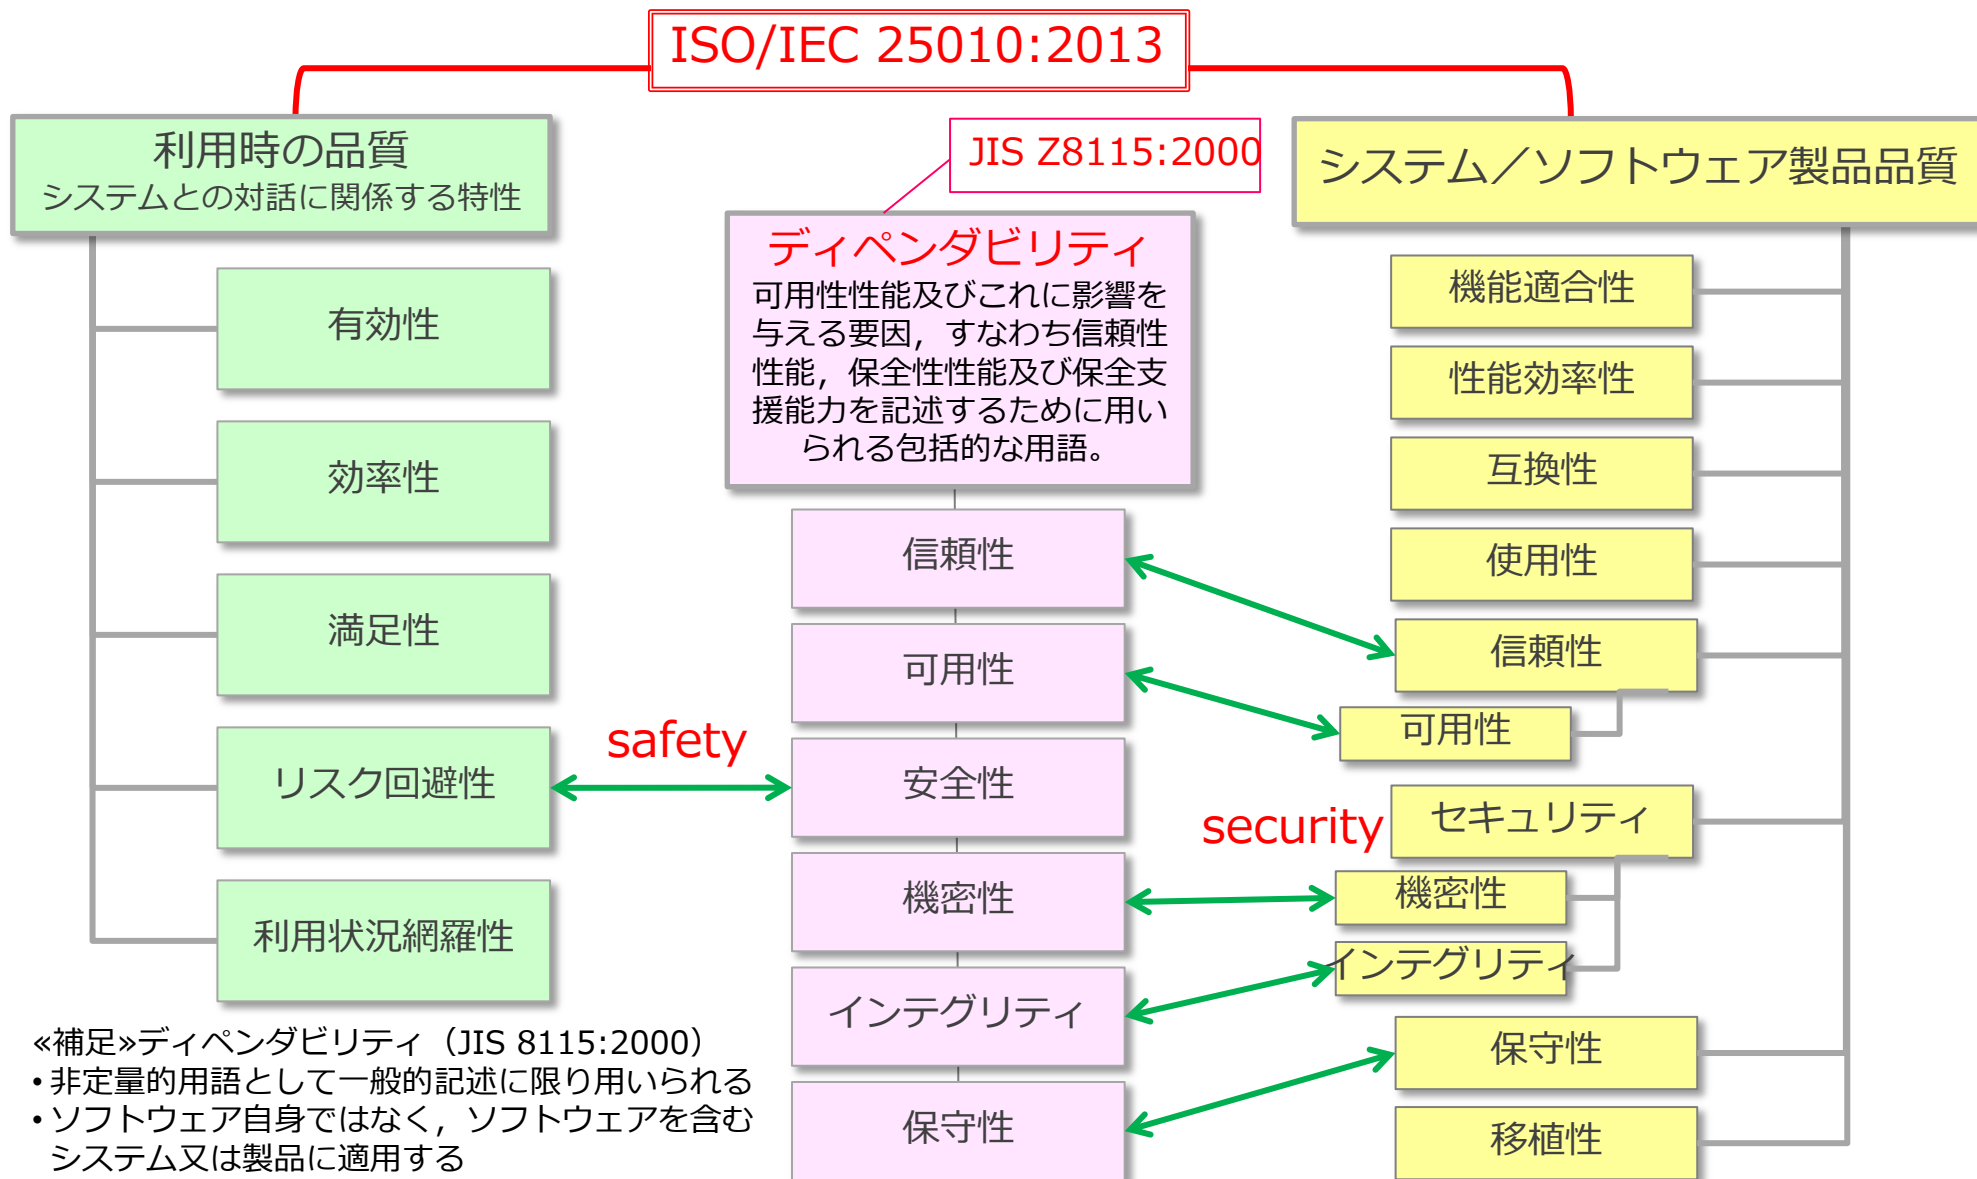 ISO/IEC 25010:2013
利用時の品質
システムとの対話に関係する特性
有効性
効率性
満足性
リスク回避性
利用状況網羅性
JIS Z8115:2000
ディペンダビリティ
可用性性能及びこれに影響を
与える要因，すなわち信頼性
性能，保全性性能及び保全支
援能力を記述するために用い
られる包括的な用語。
信頼性
可用性
安全性
機密性
インテグリティ
保守性
safety
security
システム／ソフトウェア製品品質
機能適合性
性能効率性
互換性
使用性
信頼性
可用性
セキュリティ
機密性
インテグリティ
保守性
移植性
«補足»ディペンダビリティ（JIS 8115:2000）
•非定量的用語として一般的記述に限り用いられる
•ソフトウェア自身ではなく，ソフトウェアを含む
システム又は製品に適用する